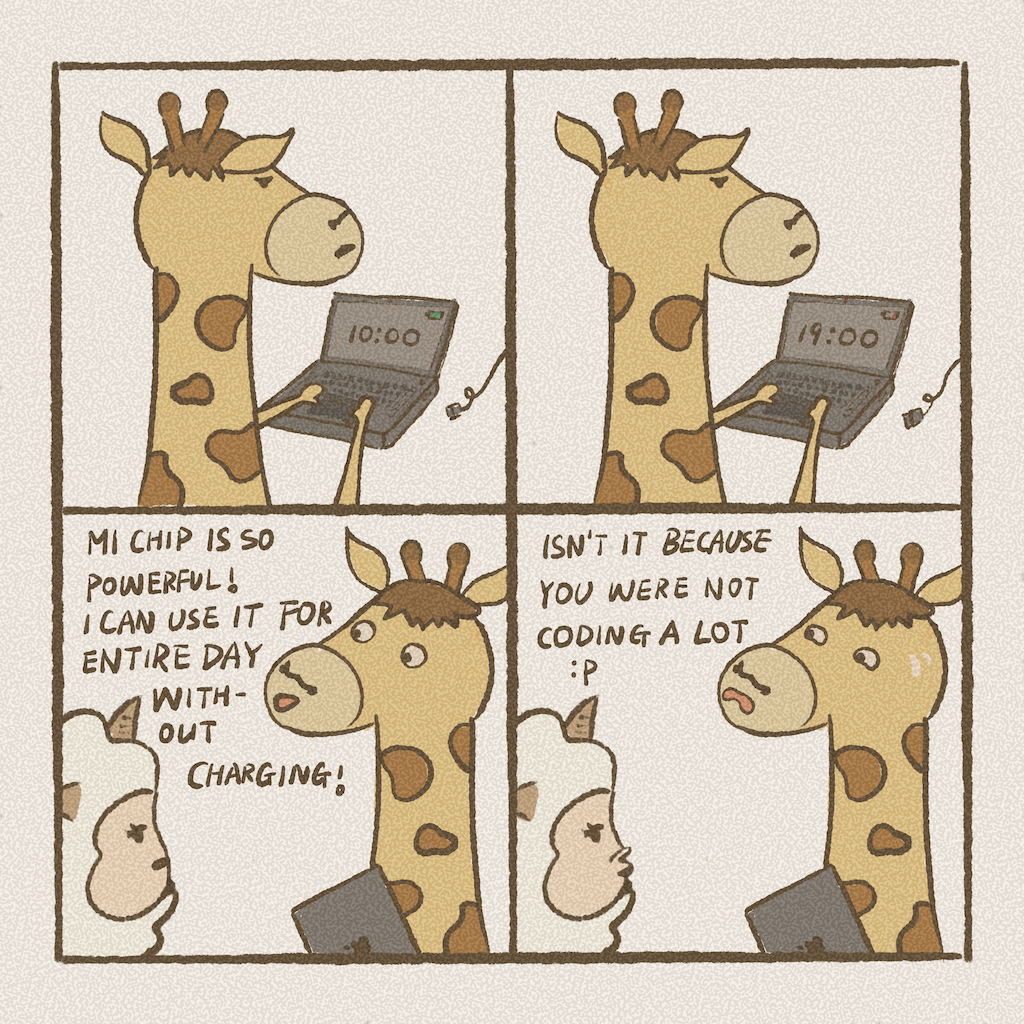 10:00
19:00
MI CHIP IS SO
POWERFUL!
I CAN USE IT FOR
ENTIRE DAY
WITH-
OUT
CHARGING!
ISN'T IT BECAUSE
YOU WERE NOT
CODING A LOT
:P